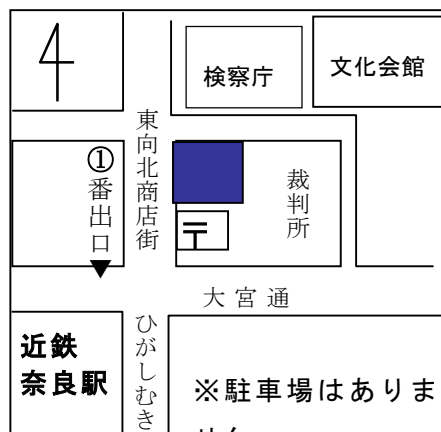 検察庁
文化会館
東向北商店街
①番出口
裁判所
〒
大宮通
ひがしむき
近鉄
奈良駅
※駐車場はありま